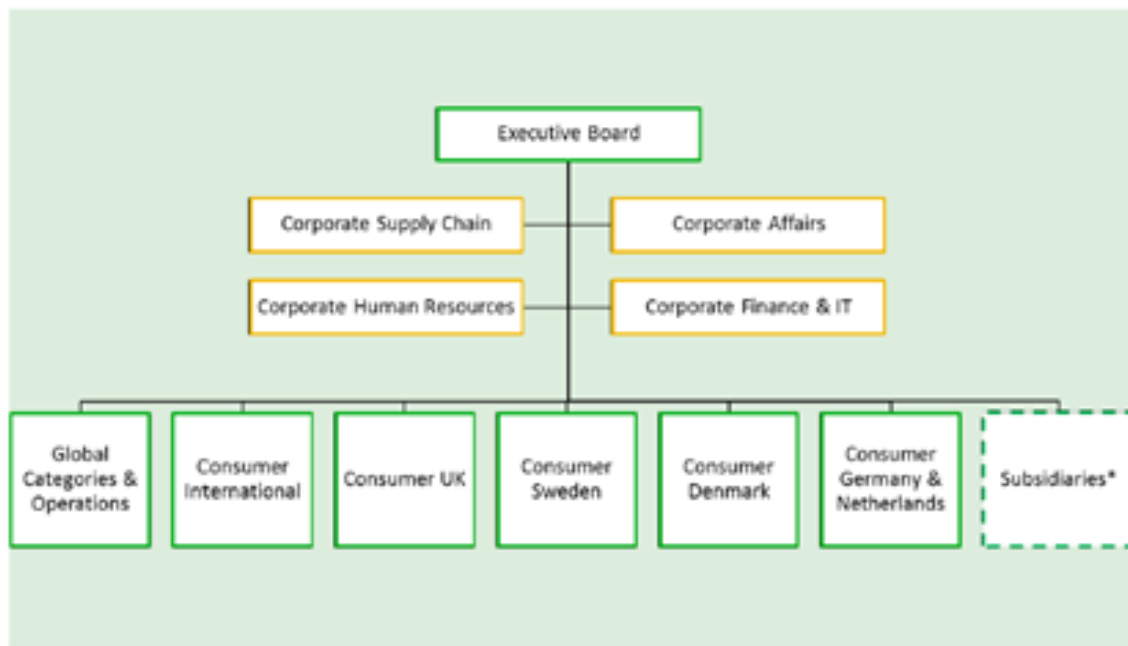 Executive Board
Corporate Supply Chain
Corporate Affairs
Corporate Human Resources
Corporate Finance & IT
Global
Categories &
Operations
Consumer
International
Consumer UK
Consumer
Sweden
Consumer
Denmark
Consumer
Germany &
Netherlands
Subsidiaries*